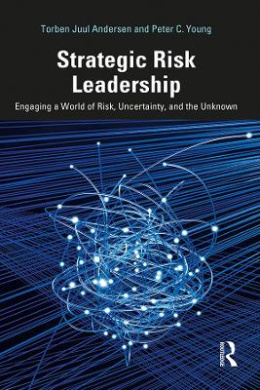 Torben Juul Andersen and Peter C. Young
Strategic Risk
Leadership
Engaging a World of Risk, Uncertainty, and the Unknown
ROUTLEDGE